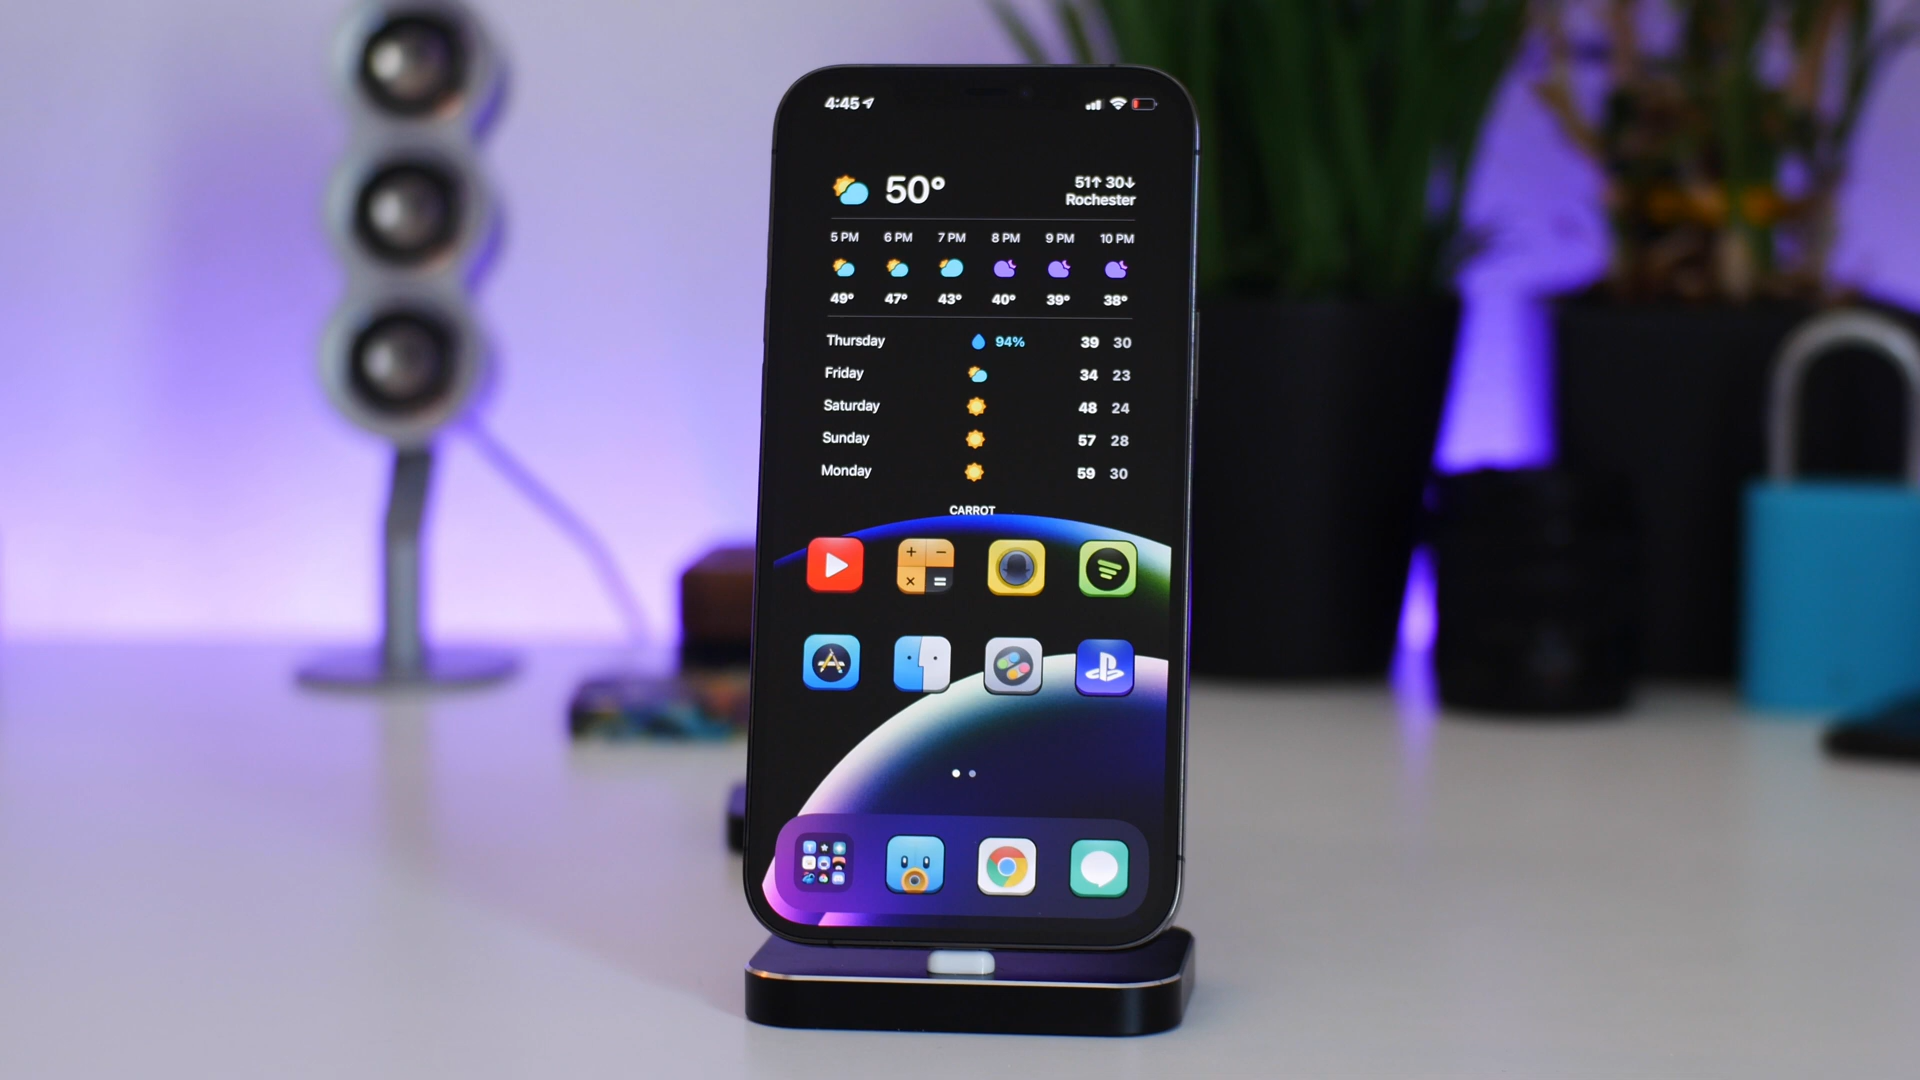 4:45
50°
51↑ 30↓
Rochester
5 PM 6 PM 7 PM 8 PM 9 PM 10 PM
49° 47° 43° 40° 39° 38°
Thursday 94% 39 30
Friday 34 23
Saturday 48 24
Sunday 57 28
Monday 59 30
CARROT
+ −
× =